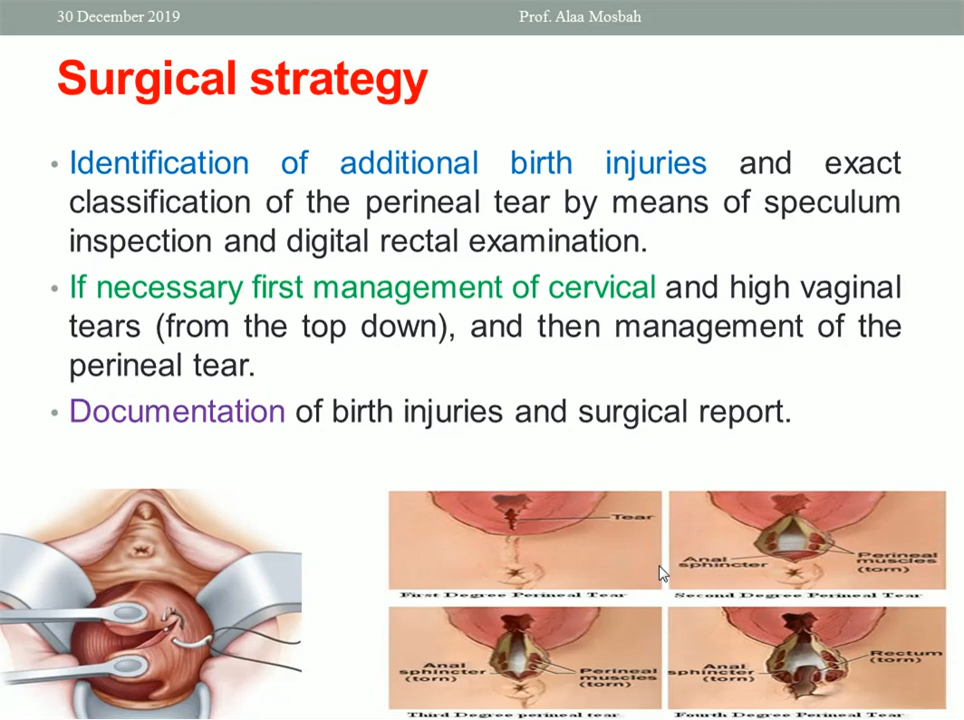 30 December 2019 Prof. Alaa Mosbah
Surgical strategy
• Identification of additional birth injuries and exact
classification of the perineal tear by means of speculum
inspection and digital rectal examination.
• If necessary first management of cervical and high vaginal
tears (from the top down), and then management of the
perineal tear.
• Documentation of birth injuries and surgical report.
Tear
First Degree Perineal Tear
Anal
sphincter
Perineal
muscles
(torn)
Second Degree Perineal Tear
Anal
sphincter
(torn)
Perineal
muscles
(torn)
Third Degree perineal tear
Anal
sphincter
(torn)
Rectum
(torn)
Fourth Degree Perineal Tear